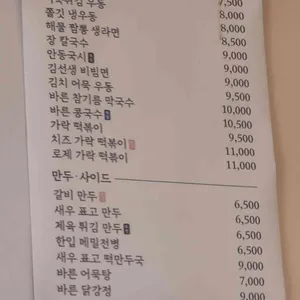 튀김 우동 7,500
쫄깃 냉우동 8,000
해물 짬뽕 생라면 8,000
장 칼국수 8,500
안동국시 9,000
김선생 비빔면 9,000
김치 어묵 우동 9,000
바른 참기름 막국수 9,500
바른 콩국수 10,000
가락 떡볶이 10,500
치즈 가락 떡볶이 9,500
로제 가락 떡볶이 11,000
11,000
만두·사이드
갈비 만두 6,500
새우 표고 만두 6,500
제육 튀김 만두 6,500
한입 메밀전병 6,500
새우 표고 떡만두국 9,000
바른 어묵탕 7,000
바른 닭강정 9,000